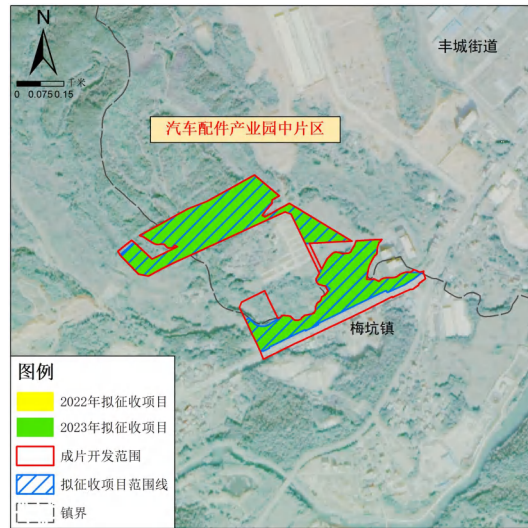 N
千米
0 0.075 0.15
丰城街道
汽车配件产业园中片区
梅坑镇
图例
2022年拟征收项目
2023年拟征收项目
成片开发范围
拟征收项目范围线
镇界